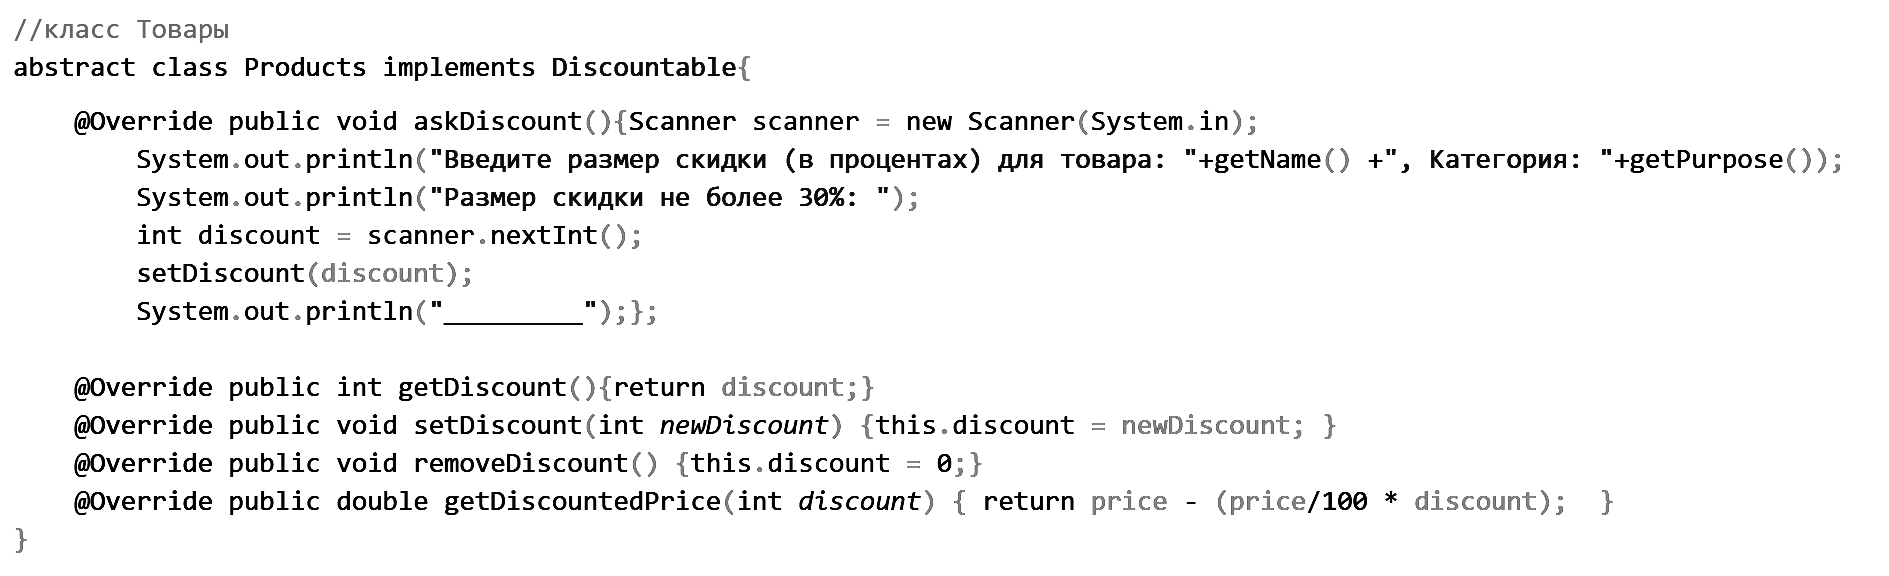 //класс Товары
abstract class Products implements Discountable{
@Override public void askDiscount(){Scanner scanner = new Scanner(System.in);
System.out.println("Введите размер скидки (в процентах) для товара: "+getName() +", Категория: "+getPurpose());
System.out.println("Размер скидки не более 30%: ");
int discount = scanner.nextInt();
setDiscount(discount);
System.out.println("_________");};
@Override public int getDiscount(){return discount;}
@Override public void setDiscount(int newDiscount) {this.discount = newDiscount; }
@Override public void removeDiscount() {this.discount = 0;}
@Override public double getDiscountedPrice(int discount) { return price - (price/100 * discount);  }
}